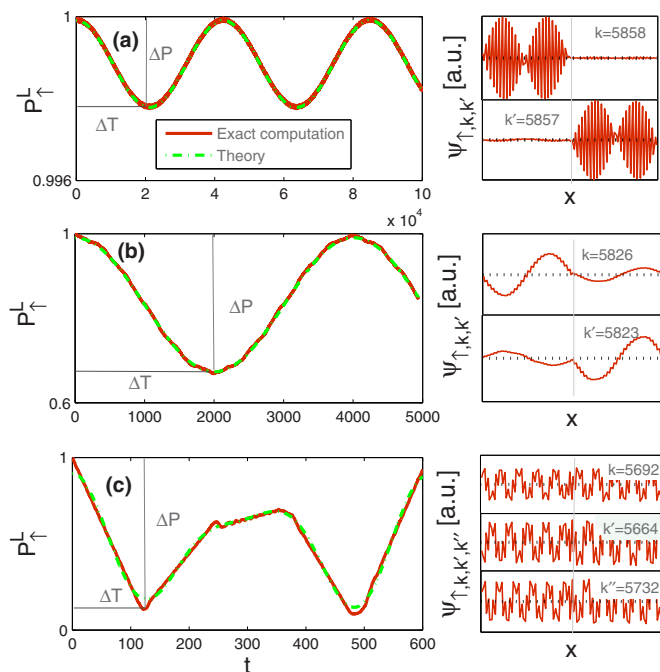 (a)
1
0.996
P↑^L
ΔP
ΔT
Exact computation
Theory
0 2 4 6 8 10
x 10^4
k=5858
k′=5857
ψ↑,k,k′ [a.u.]
x
(b)
1
0.6
P↑^L
ΔP
ΔT
0 1000 2000 3000 4000 5000
k=5826
k′=5823
ψ↑,k,k′ [a.u.]
x
(c)
1
0
P↑^L
ΔP
ΔT
0 100 200 300 400 500 600
t
k=5692
k′=5664
k″=5732
ψ↑,k,k′,k″ [a.u.]
x